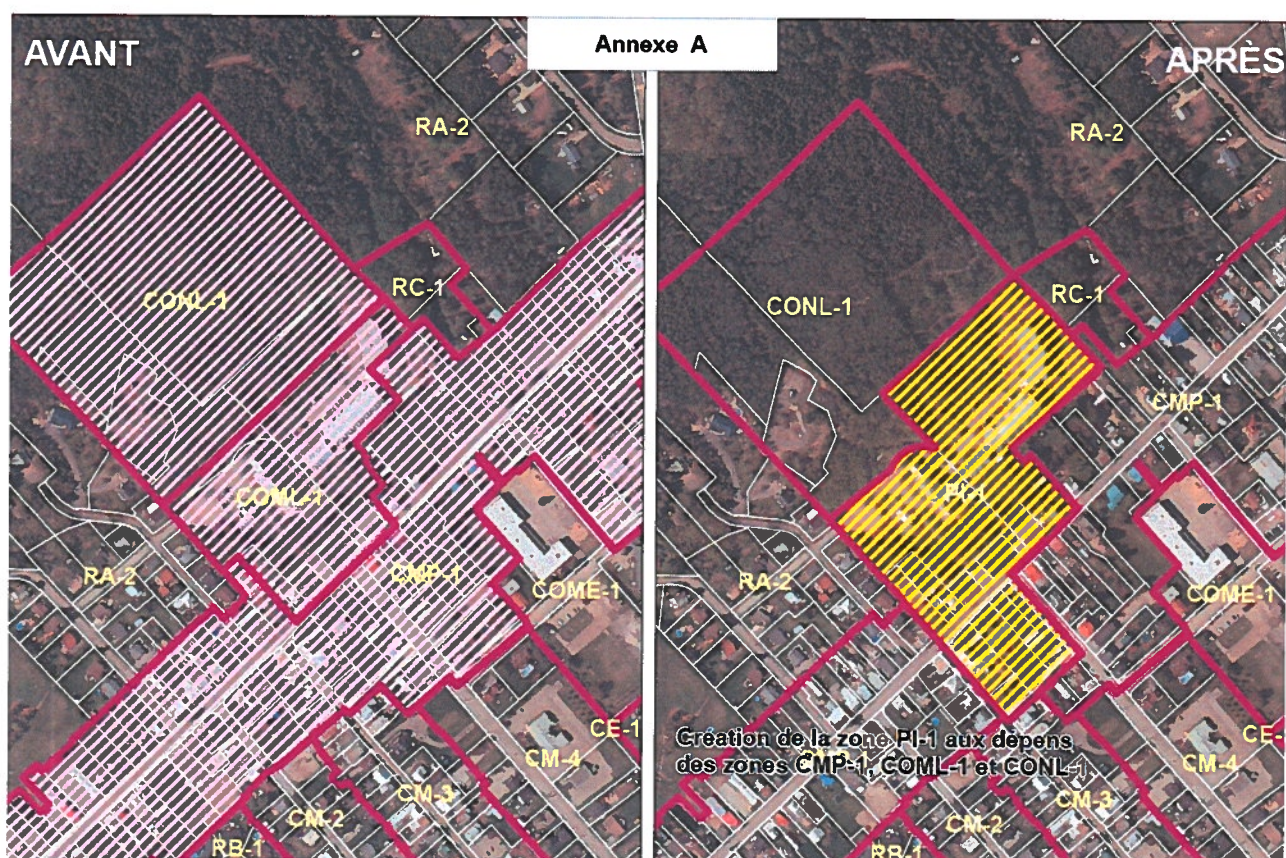 Annexe A
AVANT
RA-2
CONL-1
RC-1
COML-1
CMP-1
RA-2
COME-1
CE-1
CM-4
CM-3
CM-2
RB-1
APRÈS
RA-2
CONL-1
RC-1
CMP-1
PI-1
RA-2
COME-1
Création de la zone PI-1 aux dépens
des zones CMP-1, COML-1 et CONL-1
CE-
CM-4
CM-3
CM-2
RB-1